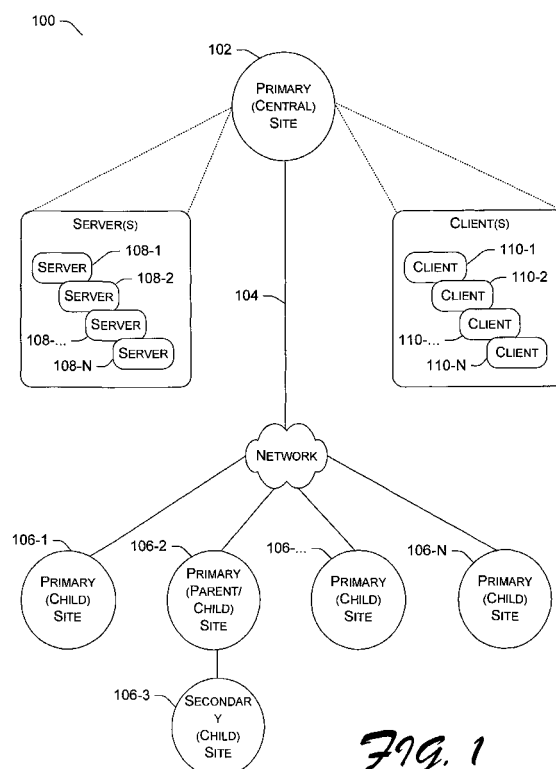 100
102
PRIMARY
(CENTRAL)
SITE
SERVER(S)
SERVER
108-1
SERVER
108-2
SERVER
108-...
SERVER
108-N
104
CLIENT(S)
CLIENT
110-1
CLIENT
110-2
CLIENT
110-...
CLIENT
110-N
NETWORK
106-1
PRIMARY
(CHILD)
SITE
106-2
PRIMARY
(PARENT/
CHILD)
SITE
106-...
PRIMARY
(CHILD)
SITE
106-N
PRIMARY
(CHILD)
SITE
106-3
SECONDAR
Y
(CHILD)
SITE
FIG. 1